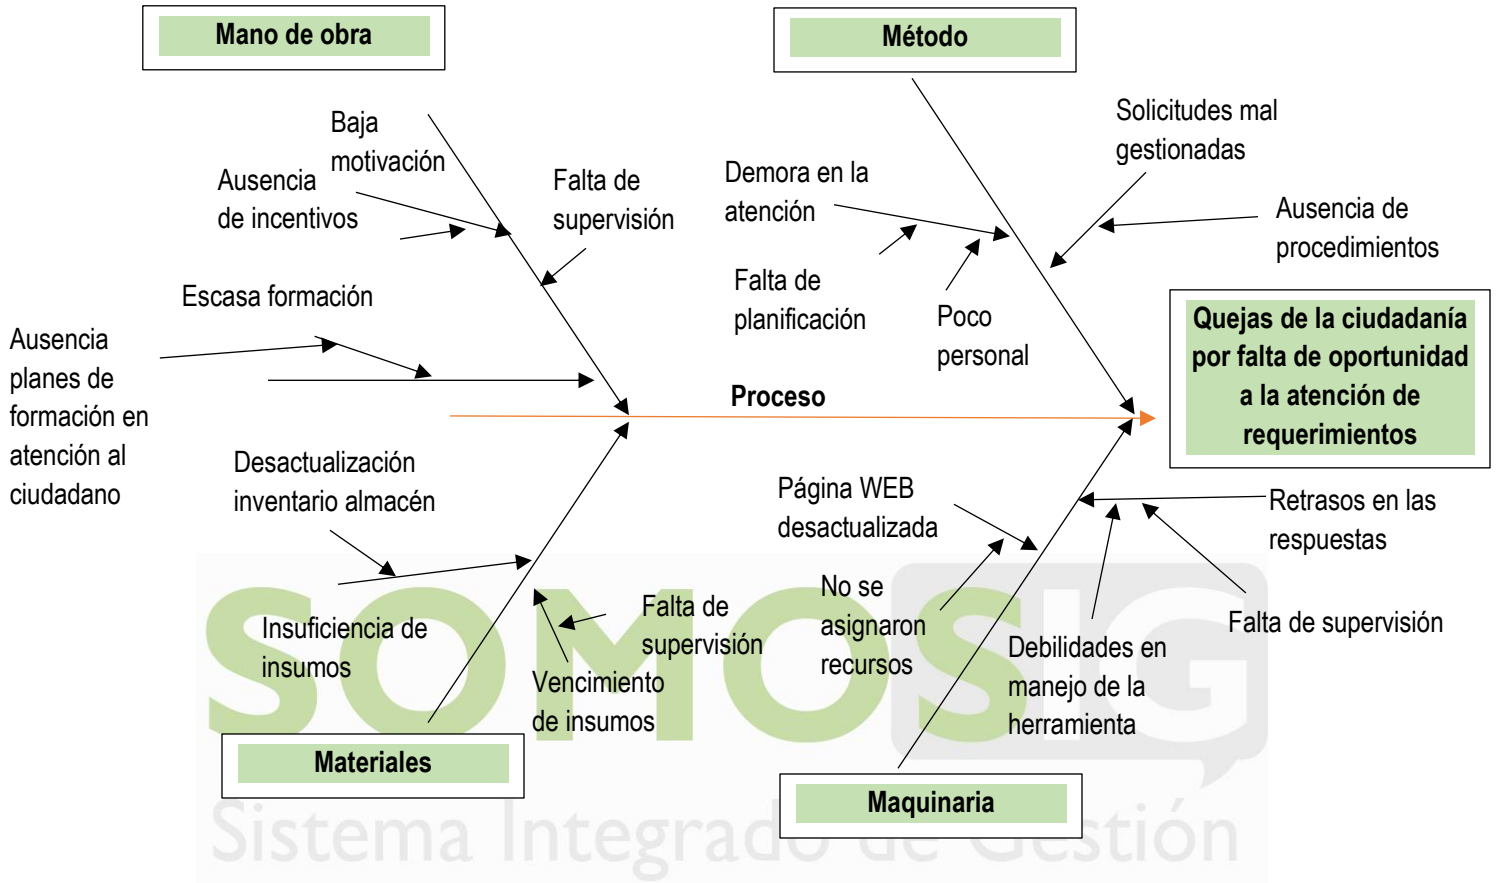 Mano de obra
Método
Baja
motivación
Ausencia
de incentivos
Falta de
supervisión
Escasa formación
Ausencia
planes de
formación en
atención al
ciudadano
Demora en la
atención
Falta de
planificación
Poco
personal
Solicitudes mal
gestionadas
Ausencia de
procedimientos
Proceso
Quejas de la ciudadanía
por falta de oportunidad
a la atención de
requerimientos
Desactualización
inventario almacén
Insuficiencia de
insumos
Falta de
supervisión
Vencimiento
de insumos
Materiales
Página WEB
desactualizada
No se
asignaron
recursos
Debilidades en
manejo de la
herramienta
Retrasos en las
respuestas
Falta de supervisión
Maquinaria
SOMOSIG
Sistema Integrado de Gestión